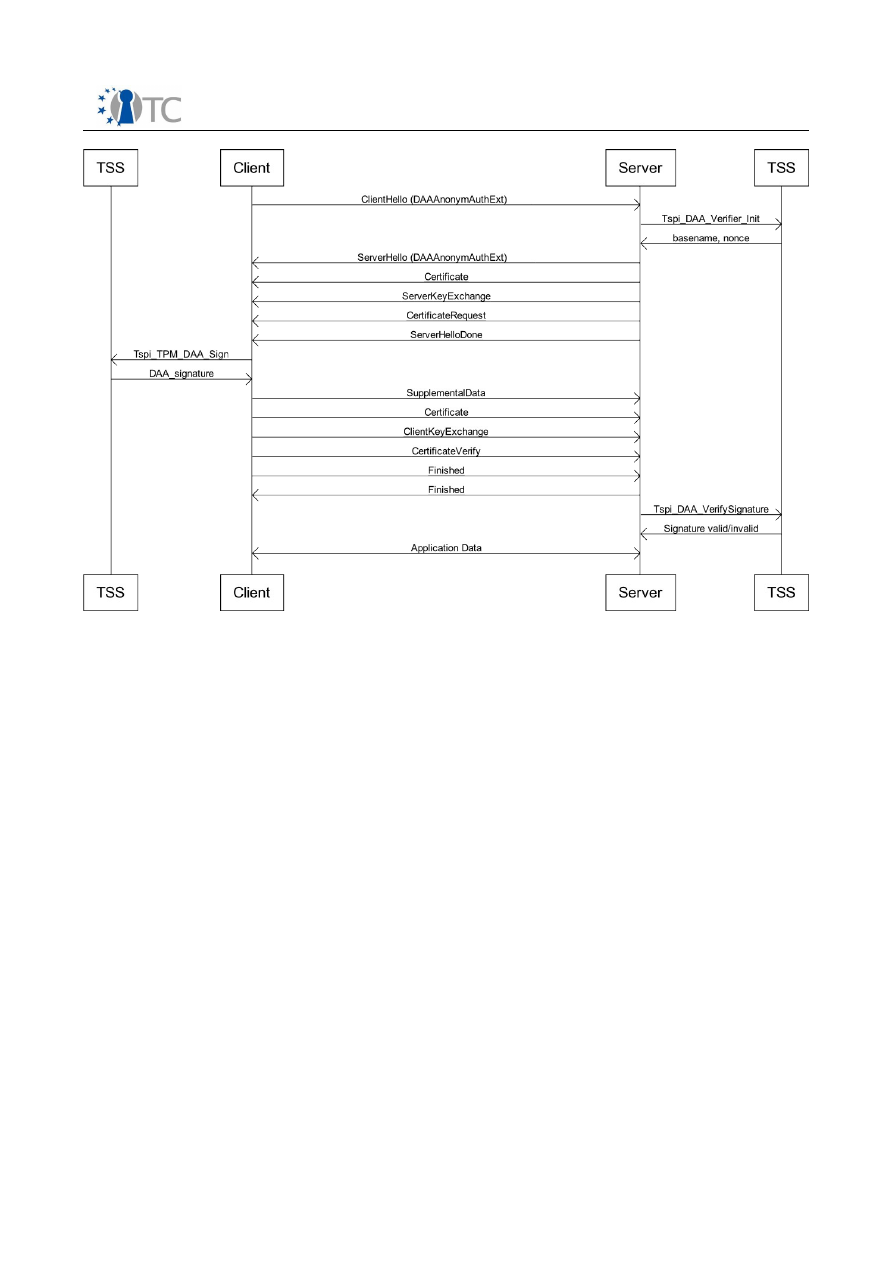 TC
TSS Client Server TSS
ClientHello (DAAAnonymAuthExt)
Tspi_DAA_Verifier_Init
basename, nonce
ServerHello (DAAAnonymAuthExt)
Certificate
ServerKeyExchange
CertificateRequest
ServerHelloDone
Tspi_TPM_DAA_Sign
DAA_signature
SupplementalData
Certificate
ClientKeyExchange
CertificateVerify
Finished
Finished
Tspi_DAA_VerifySignature
Signature valid/invalid
Application Data
TSS Client Server TSS